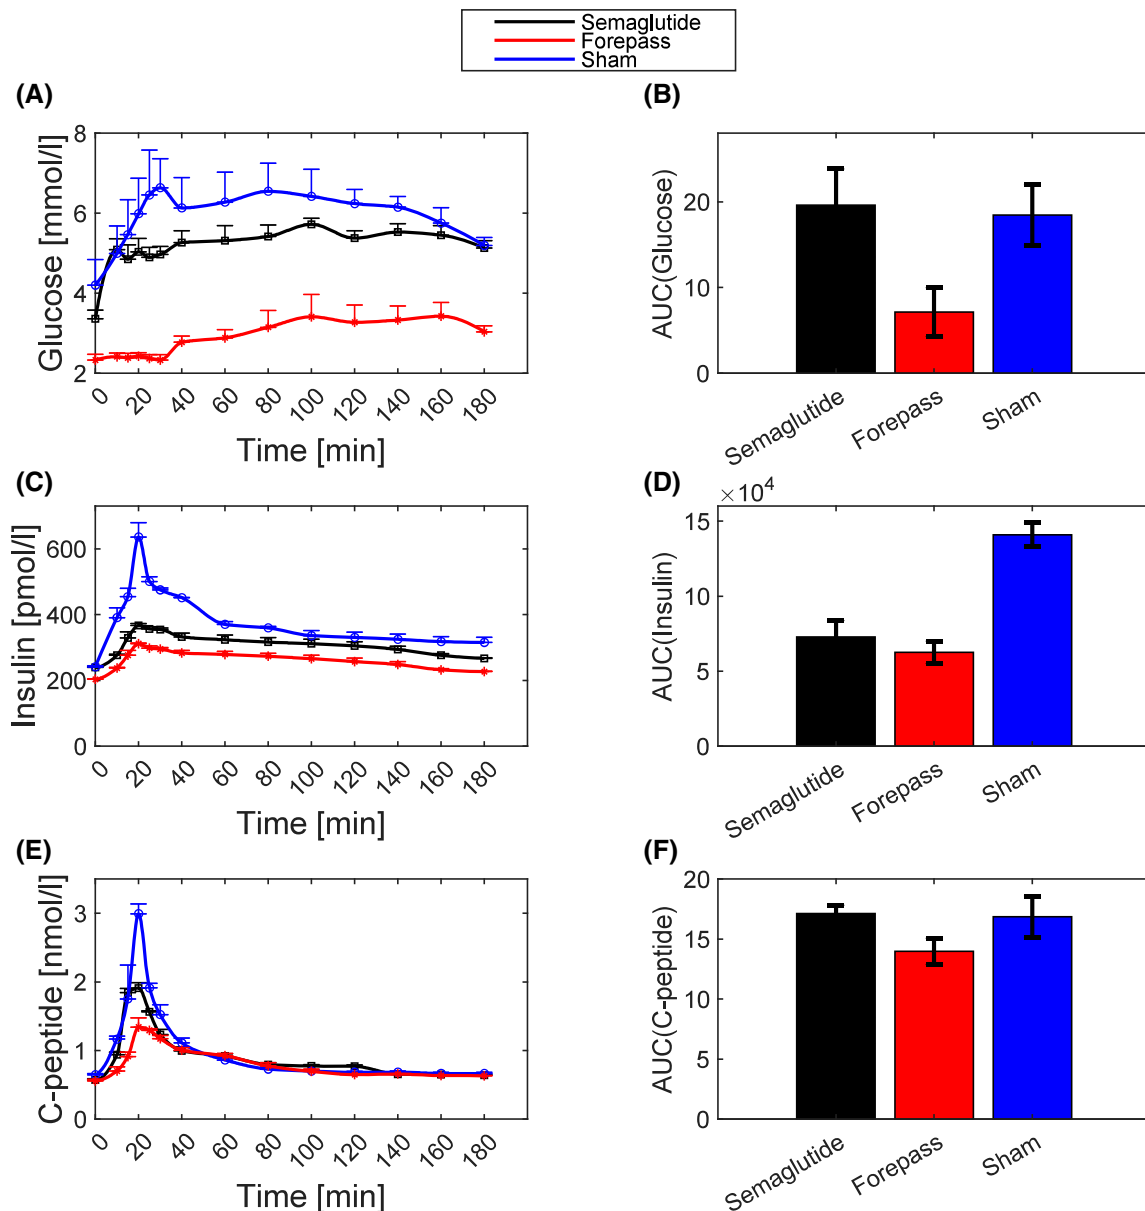 Semaglutide
Forepass
Sham
(A)
8
6
4
2
Glucose [mmol/l]
0 20 40 60 80 100 120 140 160 180
Time [min]
(B)
20
10
0
AUC(Glucose)
Semaglutide Forepass Sham
(C)
600
400
200
0
Insulin [pmol/l]
0 20 40 60 80 100 120 140 160 180
Time [min]
(D)
×10⁴
15
10
5
0
AUC(Insulin)
Semaglutide Forepass Sham
(E)
3
2
1
0
C-peptide [nmol/l]
0 20 40 60 80 100 120 140 160 180
Time [min]
(F)
20
15
10
5
0
AUC(C-peptide)
Semaglutide Forepass Sham